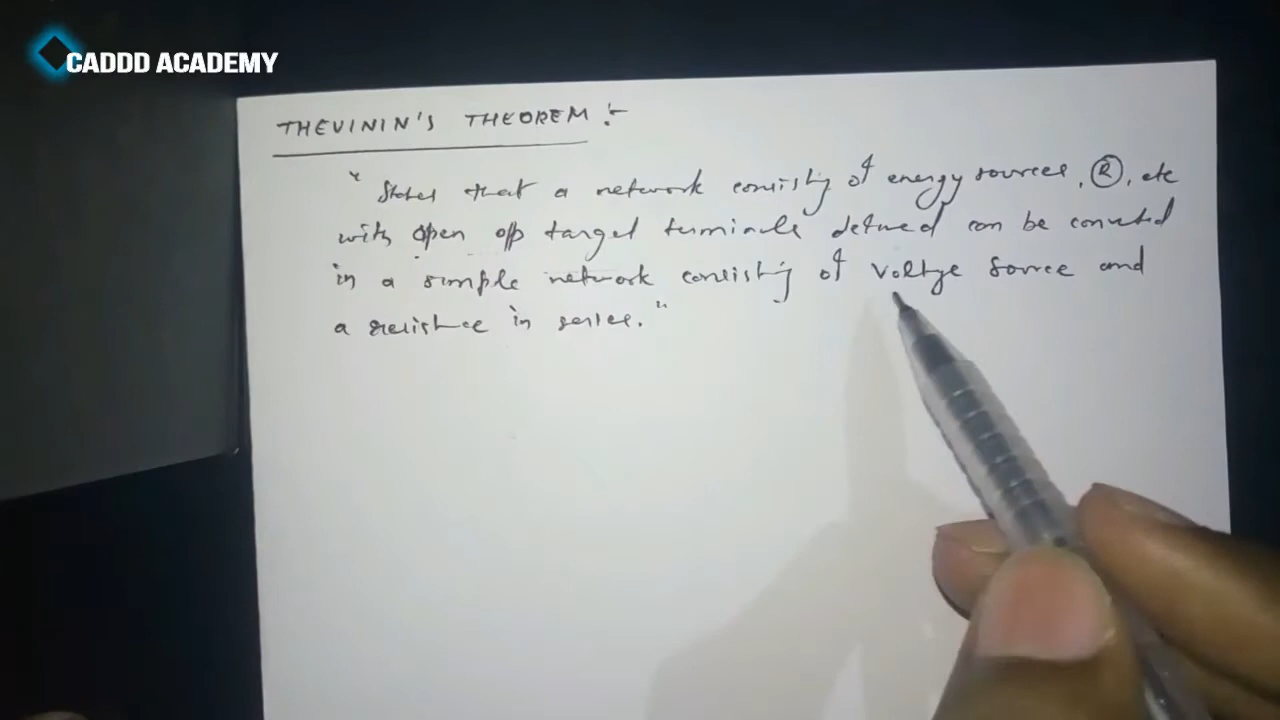 CADDD ACADEMY
THEVININ'S THEOREM :-
"States that a network consisting of energy sources, Ⓡ, etc
with open off target terminals defined can be converted
in a simple network consisting of voltage source and
a resistance in series."